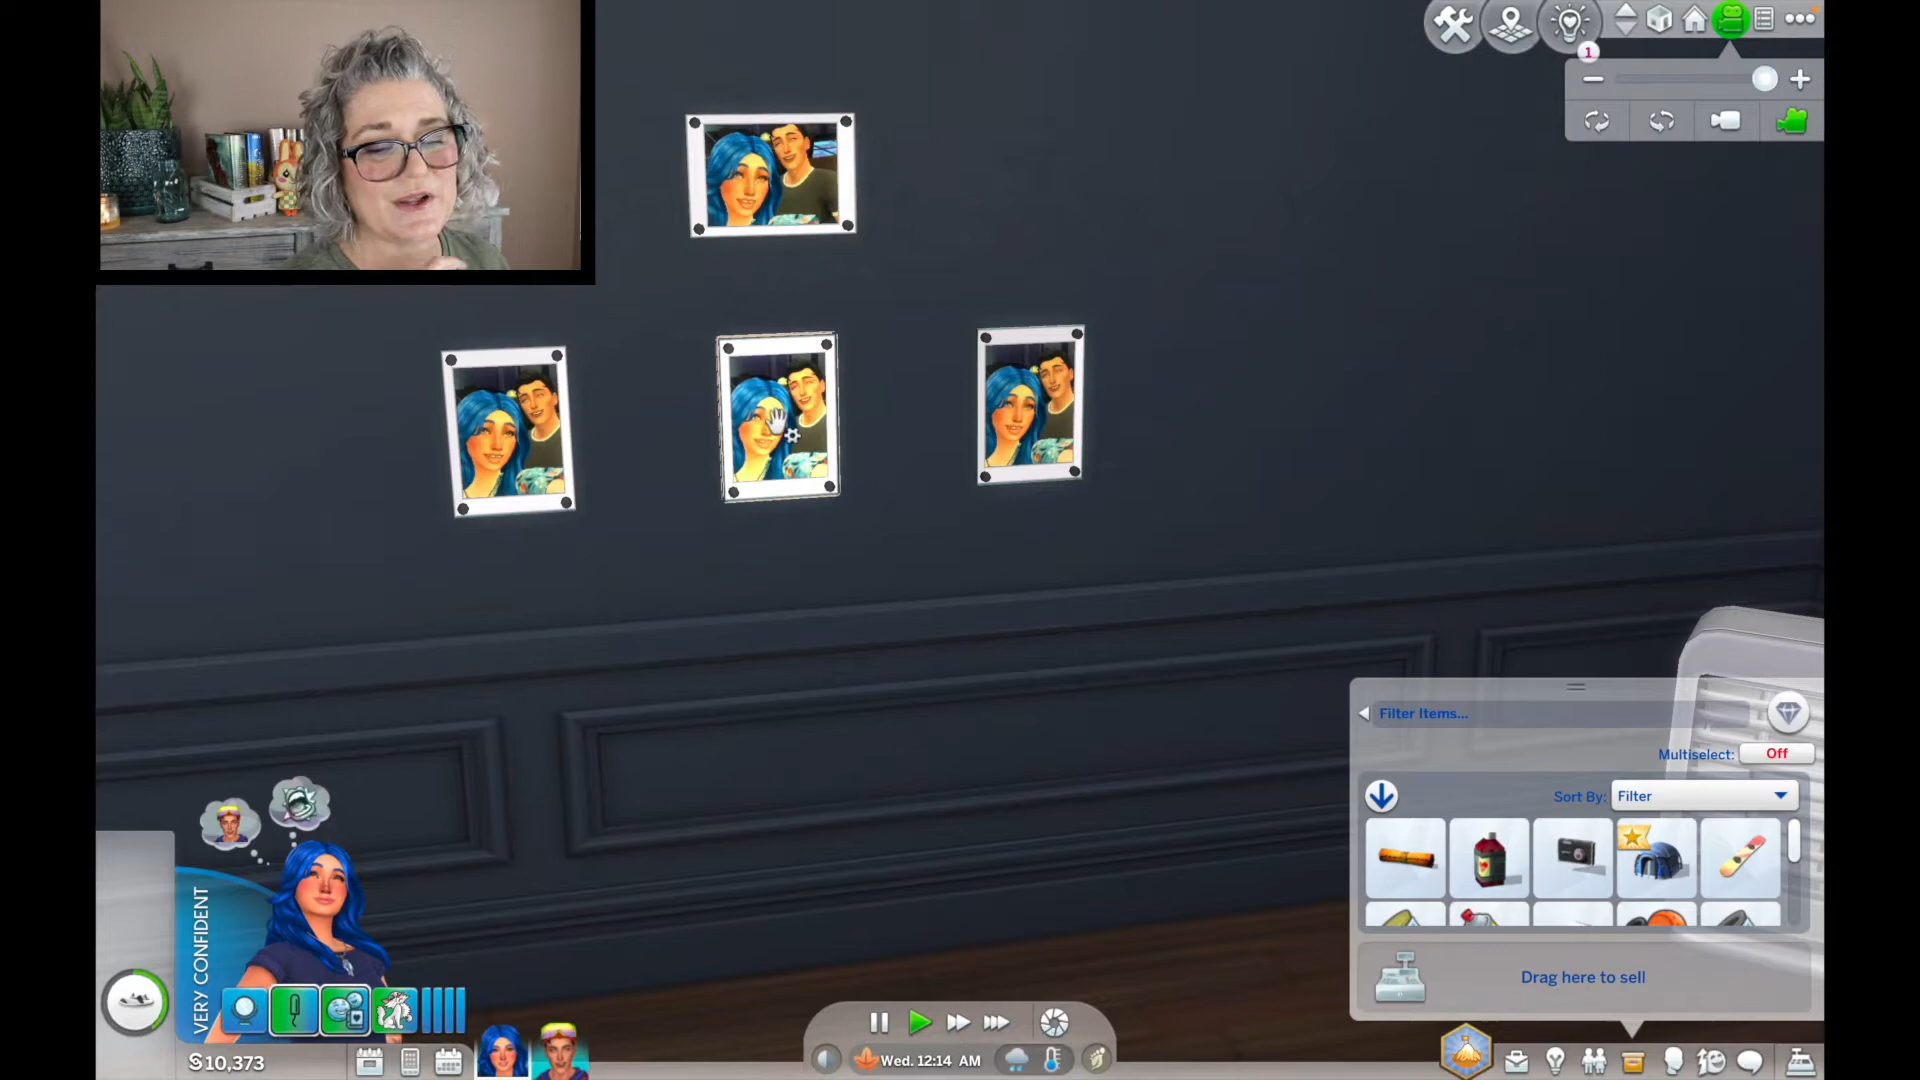 1
Filter Items...
Multiselect: Off
Sort By: Filter
Drag here to sell
VERY CONFIDENT
§10,373
Wed. 12:14 AM